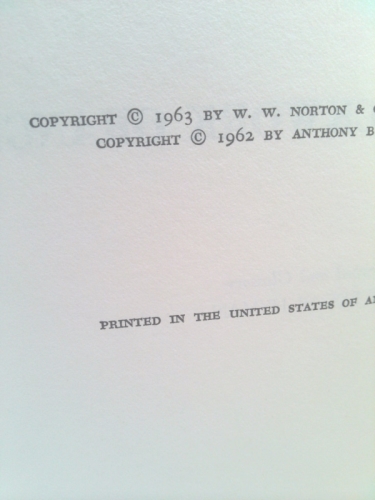 COPYRIGHT © 1963 BY W. W. NORTON &
COPYRIGHT © 1962 BY ANTHONY B
PRINTED IN THE UNITED STATES OF